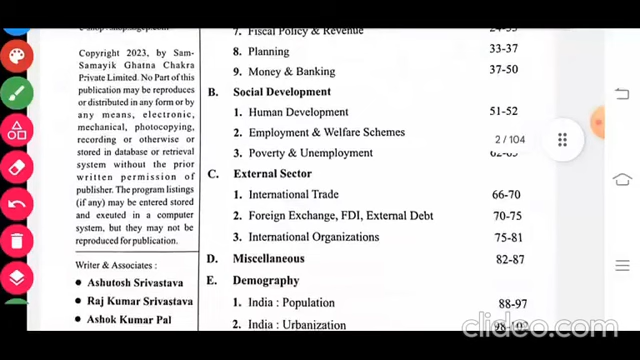 7. Fiscal Policy & Revenue
8. Planning 33-37
9. Money & Banking 37-50
B. Social Development
1. Human Development 51-52
2. Employment & Welfare Schemes
3. Poverty & Unemployment
C. External Sector
1. International Trade 66-70
2. Foreign Exchange, FDI, External Debt 70-75
3. International Organizations 75-81
D. Miscellaneous 82-87
E. Demography
1. India : Population 88-97
2. India : Urbanization 98-102
Copyright 2023, by Sam-
Samayik Ghatna Chakra
Private Limited. No Part of this
publication may be reproduces
or distributed in any form or by
any means, electronic,
mechanical, photocopying,
recording or otherwise or
stored in database or retrieval
system without the prior
written permission of
publisher. The program listings
(if any) may be entered stored
and exeuted in a computer
system, but they may not be
reproduced for publication.
Writer & Associates :
• Ashutosh Srivastava
• Raj Kumar Srivastava
• Ashok Kumar Pal
2 / 104
clideo.com